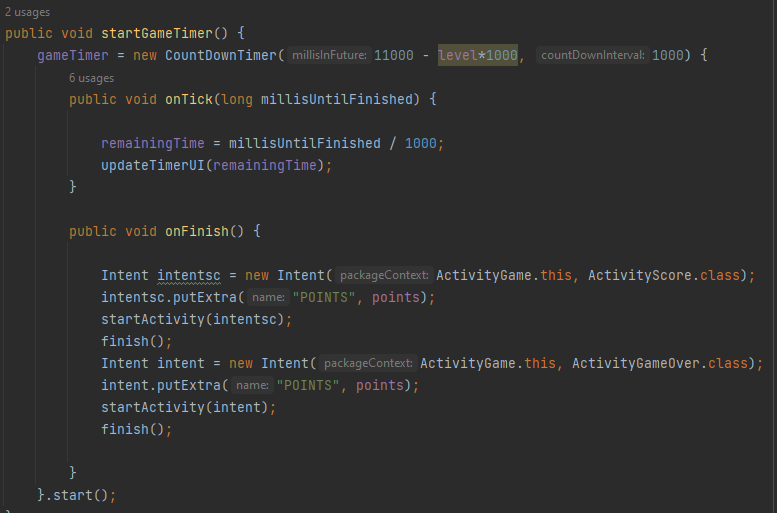 2 usages
public void startGameTimer() {
gameTimer = new CountDownTimer( millisInFuture: 11000 - level*1000, countDownInterval: 1000) {
6 usages
public void onTick(long millisUntilFinished) {
remainingTime = millisUntilFinished / 1000;
updateTimerUI(remainingTime);
}
public void onFinish() {
Intent intentsc = new Intent( packageContext: ActivityGame.this, ActivityScore.class);
intentsc.putExtra( name: "POINTS", points);
startActivity(intentsc);
finish();
Intent intent = new Intent( packageContext: ActivityGame.this, ActivityGameOver.class);
intent.putExtra( name: "POINTS", points);
startActivity(intent);
finish();
}
}.start();
}